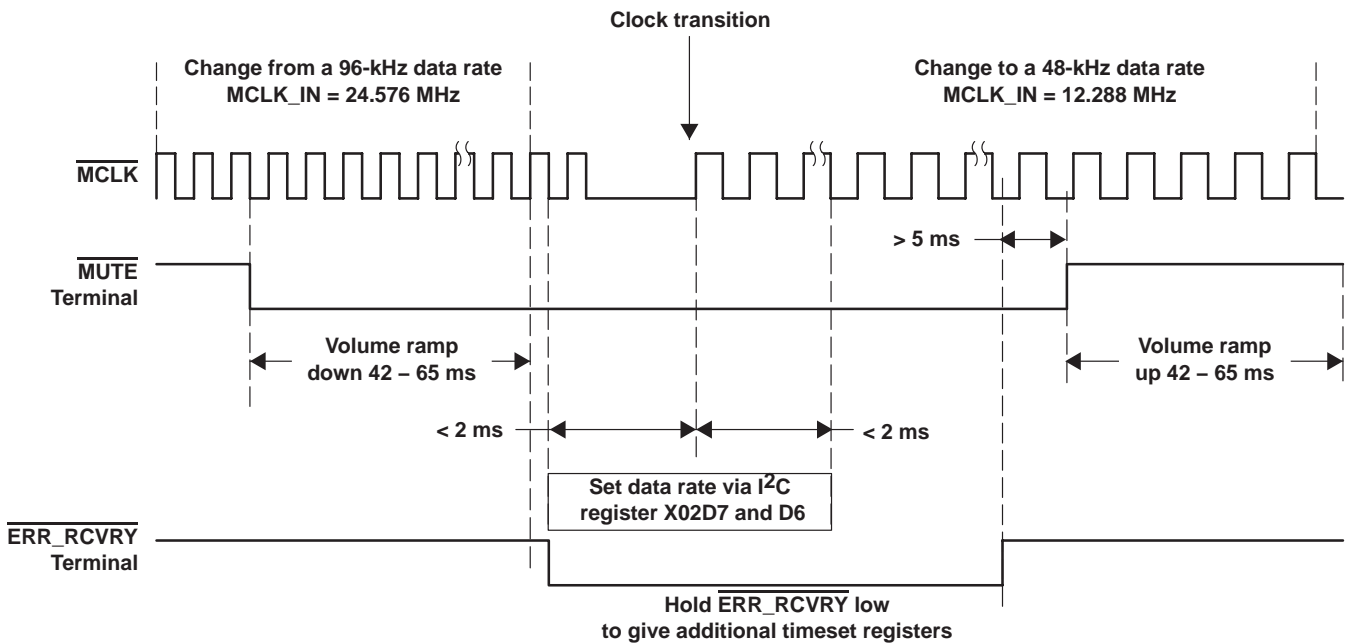 Clock transition
Change from a 96-kHz data rate
MCLK_IN = 24.576 MHz
Change to a 48-kHz data rate
MCLK_IN = 12.288 MHz
MCLK
> 5 ms
MUTE
Terminal
Volume ramp
down 42 – 65 ms
Volume ramp
up 42 – 65 ms
< 2 ms
< 2 ms
Set data rate via I2C
register X02D7 and D6
ERR_RCVRY
Terminal
Hold ERR_RCVRY low
to give additional timeset registers